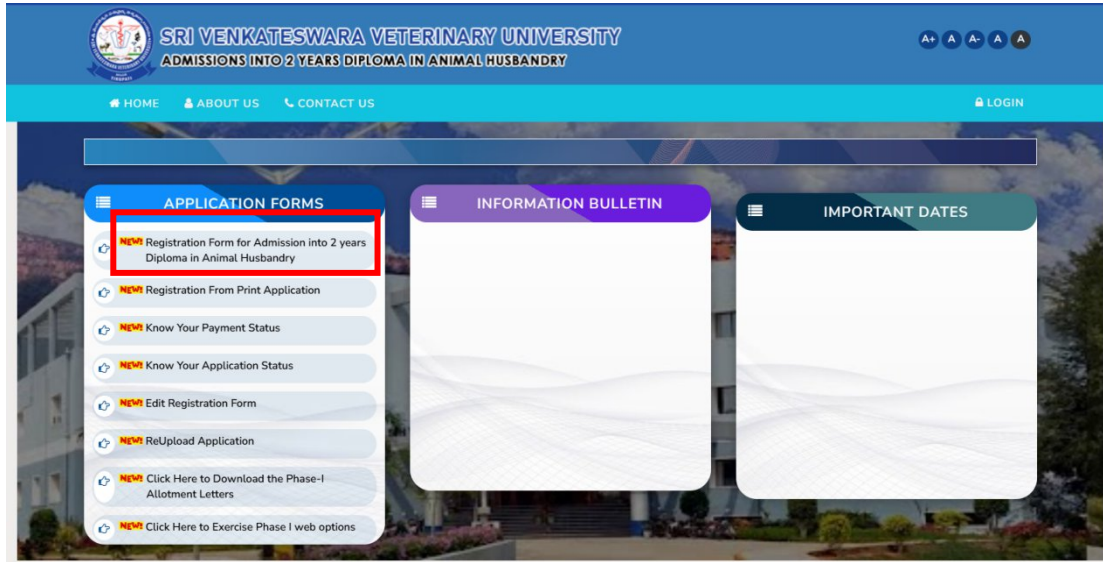 SRI VENKATESWARA VETERINARY UNIVERSITY
ADMISSIONS INTO 2 YEARS DIPLOMA IN ANIMAL HUSBANDRY
A+ A A- A A
HOME ABOUT US CONTACT US LOGIN
APPLICATION FORMS
NEW! Registration Form for Admission into 2 years
Diploma in Animal Husbandry
NEW! Registration From Print Application
NEW! Know Your Payment Status
NEW! Know Your Application Status
NEW! Edit Registration Form
NEW! ReUpload Application
NEW! Click Here to Download the Phase-I
Allotment Letters
NEW! Click Here to Exercise Phase I web options
INFORMATION BULLETIN
IMPORTANT DATES